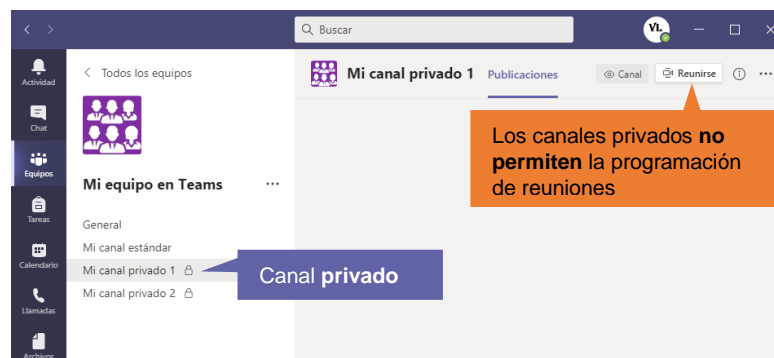 Buscar
VL
Actividad
Chat
Equipos
Tareas
Calendario
Llamadas
Archivos
Todos los equipos
Mi equipo en Teams
General
Mi canal estándar
Mi canal privado 1
Mi canal privado 2
Canal privado
Mi canal privado 1 Publicaciones
Canal
Reunirse
Los canales privados no
permiten la programación
de reuniones